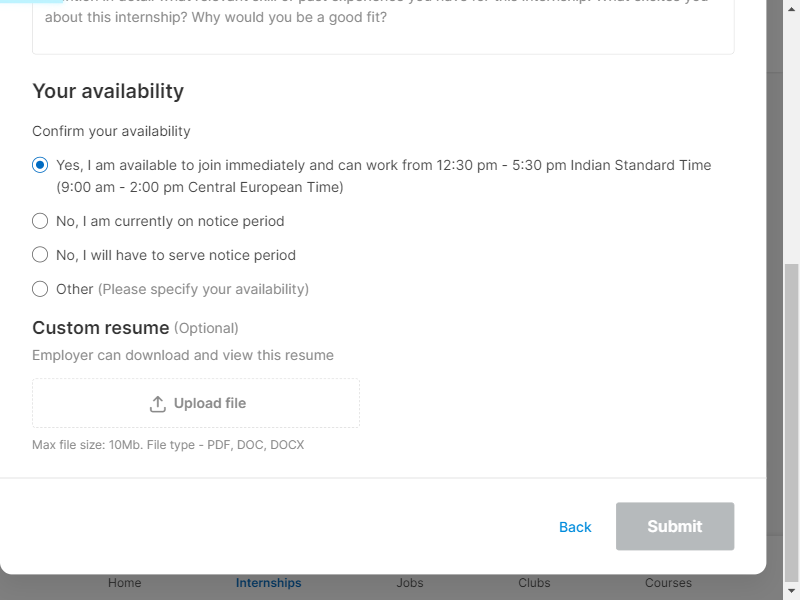 about this internship? Why would you be a good fit?
Your availability
Confirm your availability
Yes, I am available to join immediately and can work from 12:30 pm - 5:30 pm Indian Standard Time
(9:00 am - 2:00 pm Central European Time)
No, I am currently on notice period
No, I will have to serve notice period
Other (Please specify your availability)
Custom resume (Optional)
Employer can download and view this resume
Upload file
Max file size: 10Mb. File type - PDF, DOC, DOCX
Back
Submit
Home
Internships
Jobs
Clubs
Courses